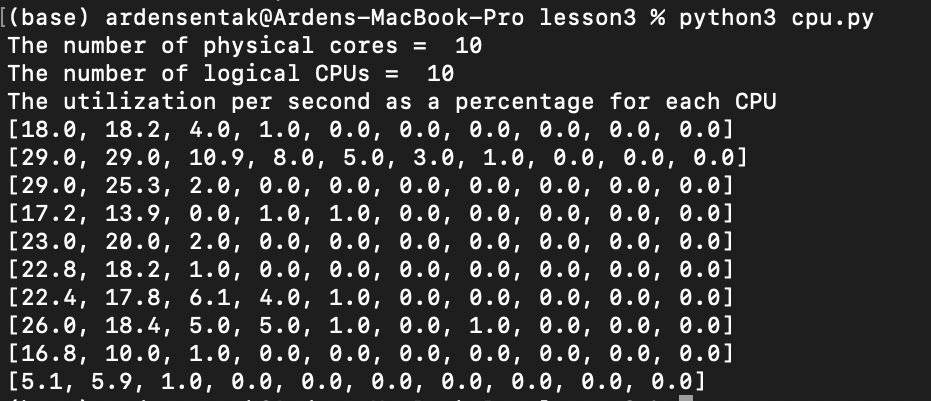 (base) ardensentak@Ardens-MacBook-Pro lesson3 % python3 cpu.py
The number of physical cores =  10
The number of logical CPUs =  10
The utilization per second as a percentage for each CPU
[18.0, 18.2, 4.0, 1.0, 0.0, 0.0, 0.0, 0.0, 0.0, 0.0]
[29.0, 29.0, 10.9, 8.0, 5.0, 3.0, 1.0, 0.0, 0.0, 0.0]
[29.0, 25.3, 2.0, 0.0, 0.0, 0.0, 0.0, 0.0, 0.0, 0.0]
[17.2, 13.9, 0.0, 1.0, 1.0, 0.0, 0.0, 0.0, 0.0, 0.0]
[23.0, 20.0, 2.0, 0.0, 0.0, 0.0, 0.0, 0.0, 0.0, 0.0]
[22.8, 18.2, 1.0, 0.0, 0.0, 0.0, 0.0, 0.0, 0.0, 0.0]
[22.4, 17.8, 6.1, 4.0, 1.0, 0.0, 0.0, 0.0, 0.0, 0.0]
[26.0, 18.4, 5.0, 5.0, 1.0, 0.0, 1.0, 0.0, 0.0, 0.0]
[16.8, 10.0, 1.0, 0.0, 0.0, 0.0, 0.0, 0.0, 0.0, 0.0]
[5.1, 5.9, 1.0, 0.0, 0.0, 0.0, 0.0, 0.0, 0.0, 0.0]